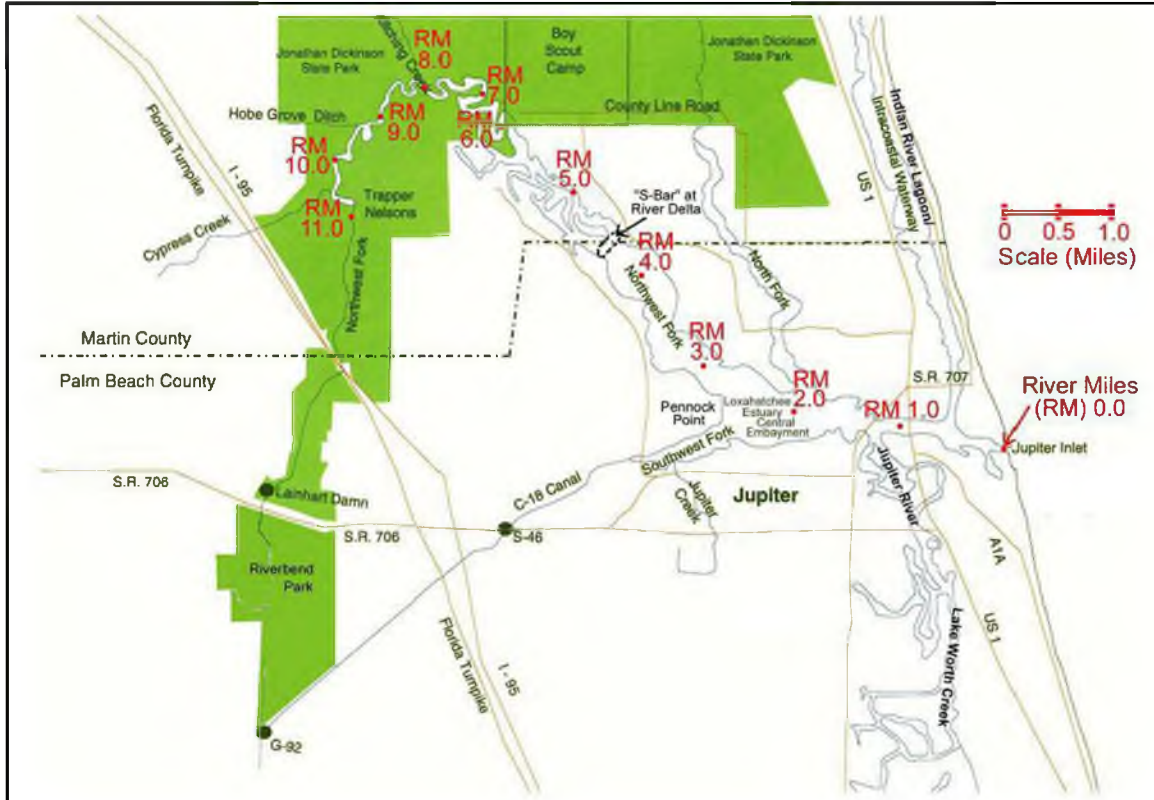 Jonathan Dickinson
State Park
RM
8.0
Boy
Scout
Camp
Jonathan Dickinson
State Park
RM
7.0
Hobe Grove Ditch
RM
9.0
6.0
County Line Road
Florida Turnpike
I - 95
RM
10.0
RM
11.0
Trapper
Nelsons
Cypress Creek
RM
5.0
"S-Bar" at
River Delta
RM
4.0
US 1
Indian River Lagoon/
Intracoastal Waterway
0 0.5 1.0
Scale (Miles)
Northwest Fork
Northwest Fork
North Fork
Martin County
Palm Beach County
RM
3.0
S.R. 707
RM
2.0
Loxahatchee
Estuary
Central
Embayment
RM 1.0
River Miles
(RM) 0.0
Pennock
Point
Jupiter Inlet
Southwest Fork
S.R. 706
Lainhart Damn
C-18 Canal
Jupiter
Creek
Jupiter
Jupiter River
S.R. 706
S-46
A1A
Riverbend
Park
Florida Turnpike
I - 95
Lake Worth Creek
US 1
G-92